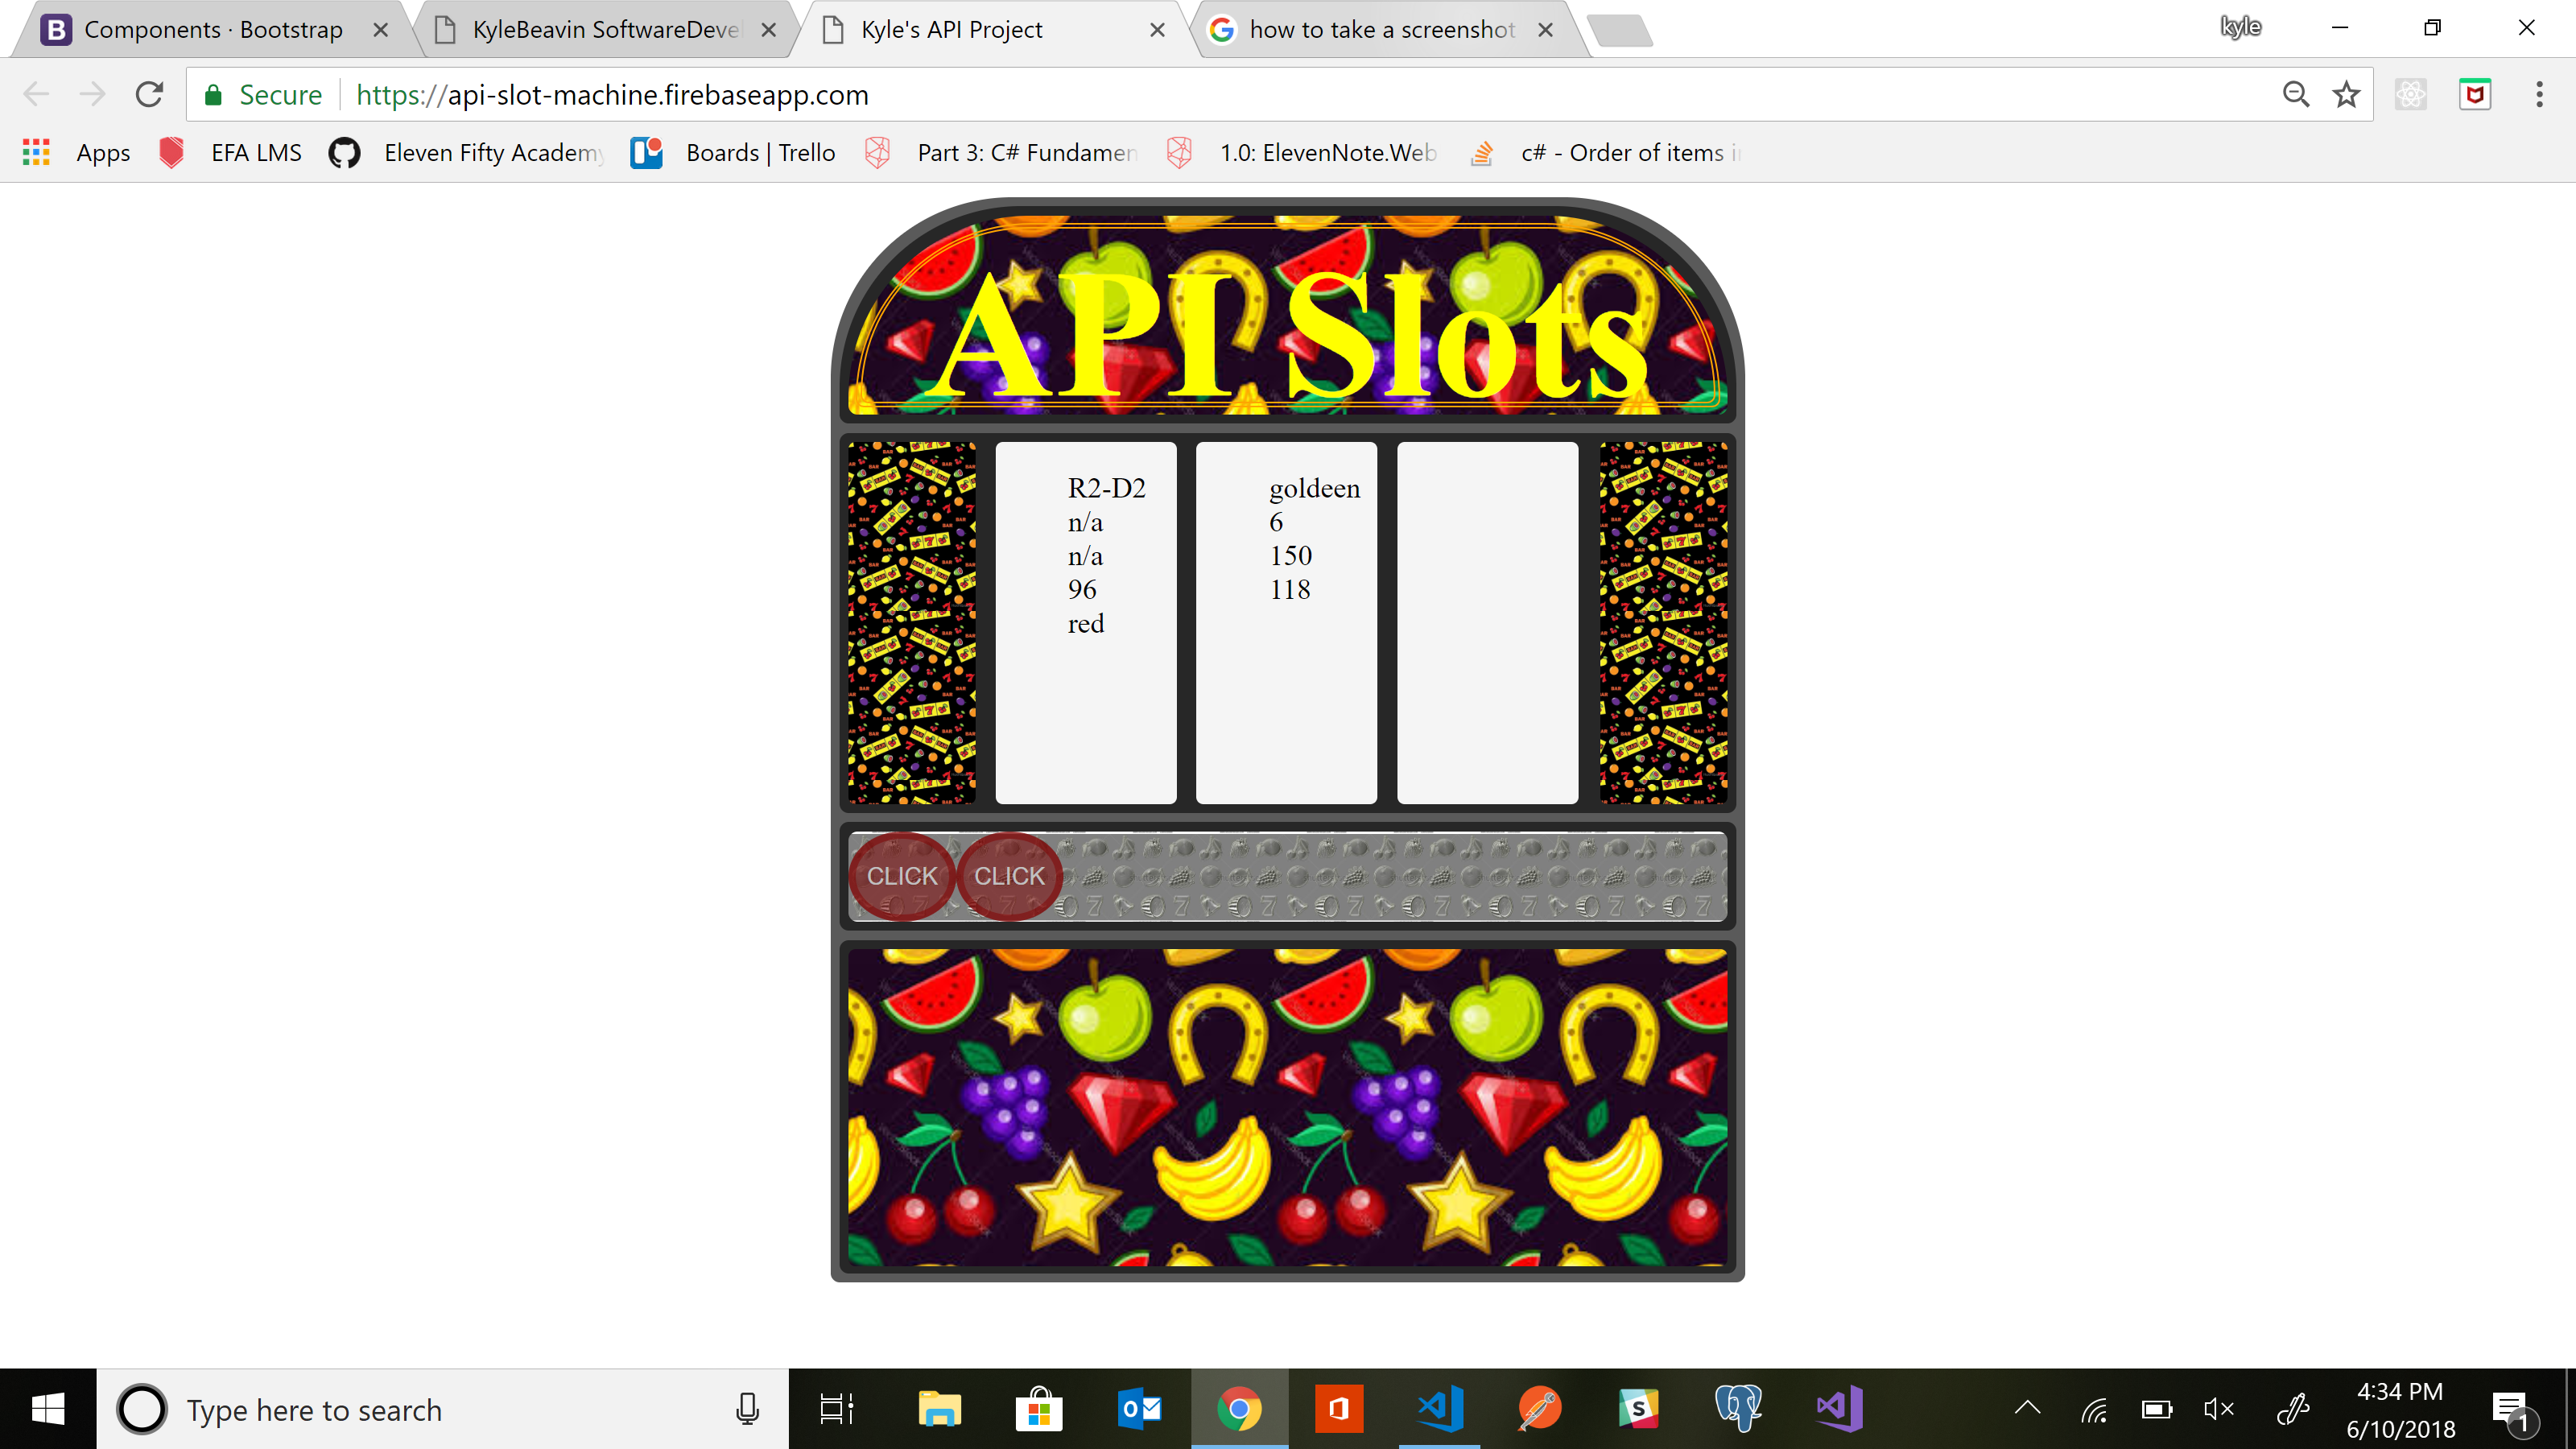 Components · Bootstrap
KyleBeavin SoftwareDevel
Kyle's API Project
how to take a screenshot
kyle
Secure
https://api-slot-machine.firebaseapp.com
Apps
EFA LMS
Eleven Fifty Academy
Boards | Trello
Part 3: C# Fundamen
1.0: ElevenNote.Web
c# - Order of items i
API Slots
R2-D2
n/a
n/a
96
red
goldeen
6
150
118
CLICK
CLICK
Type here to search
4:34 PM
6/10/2018
1